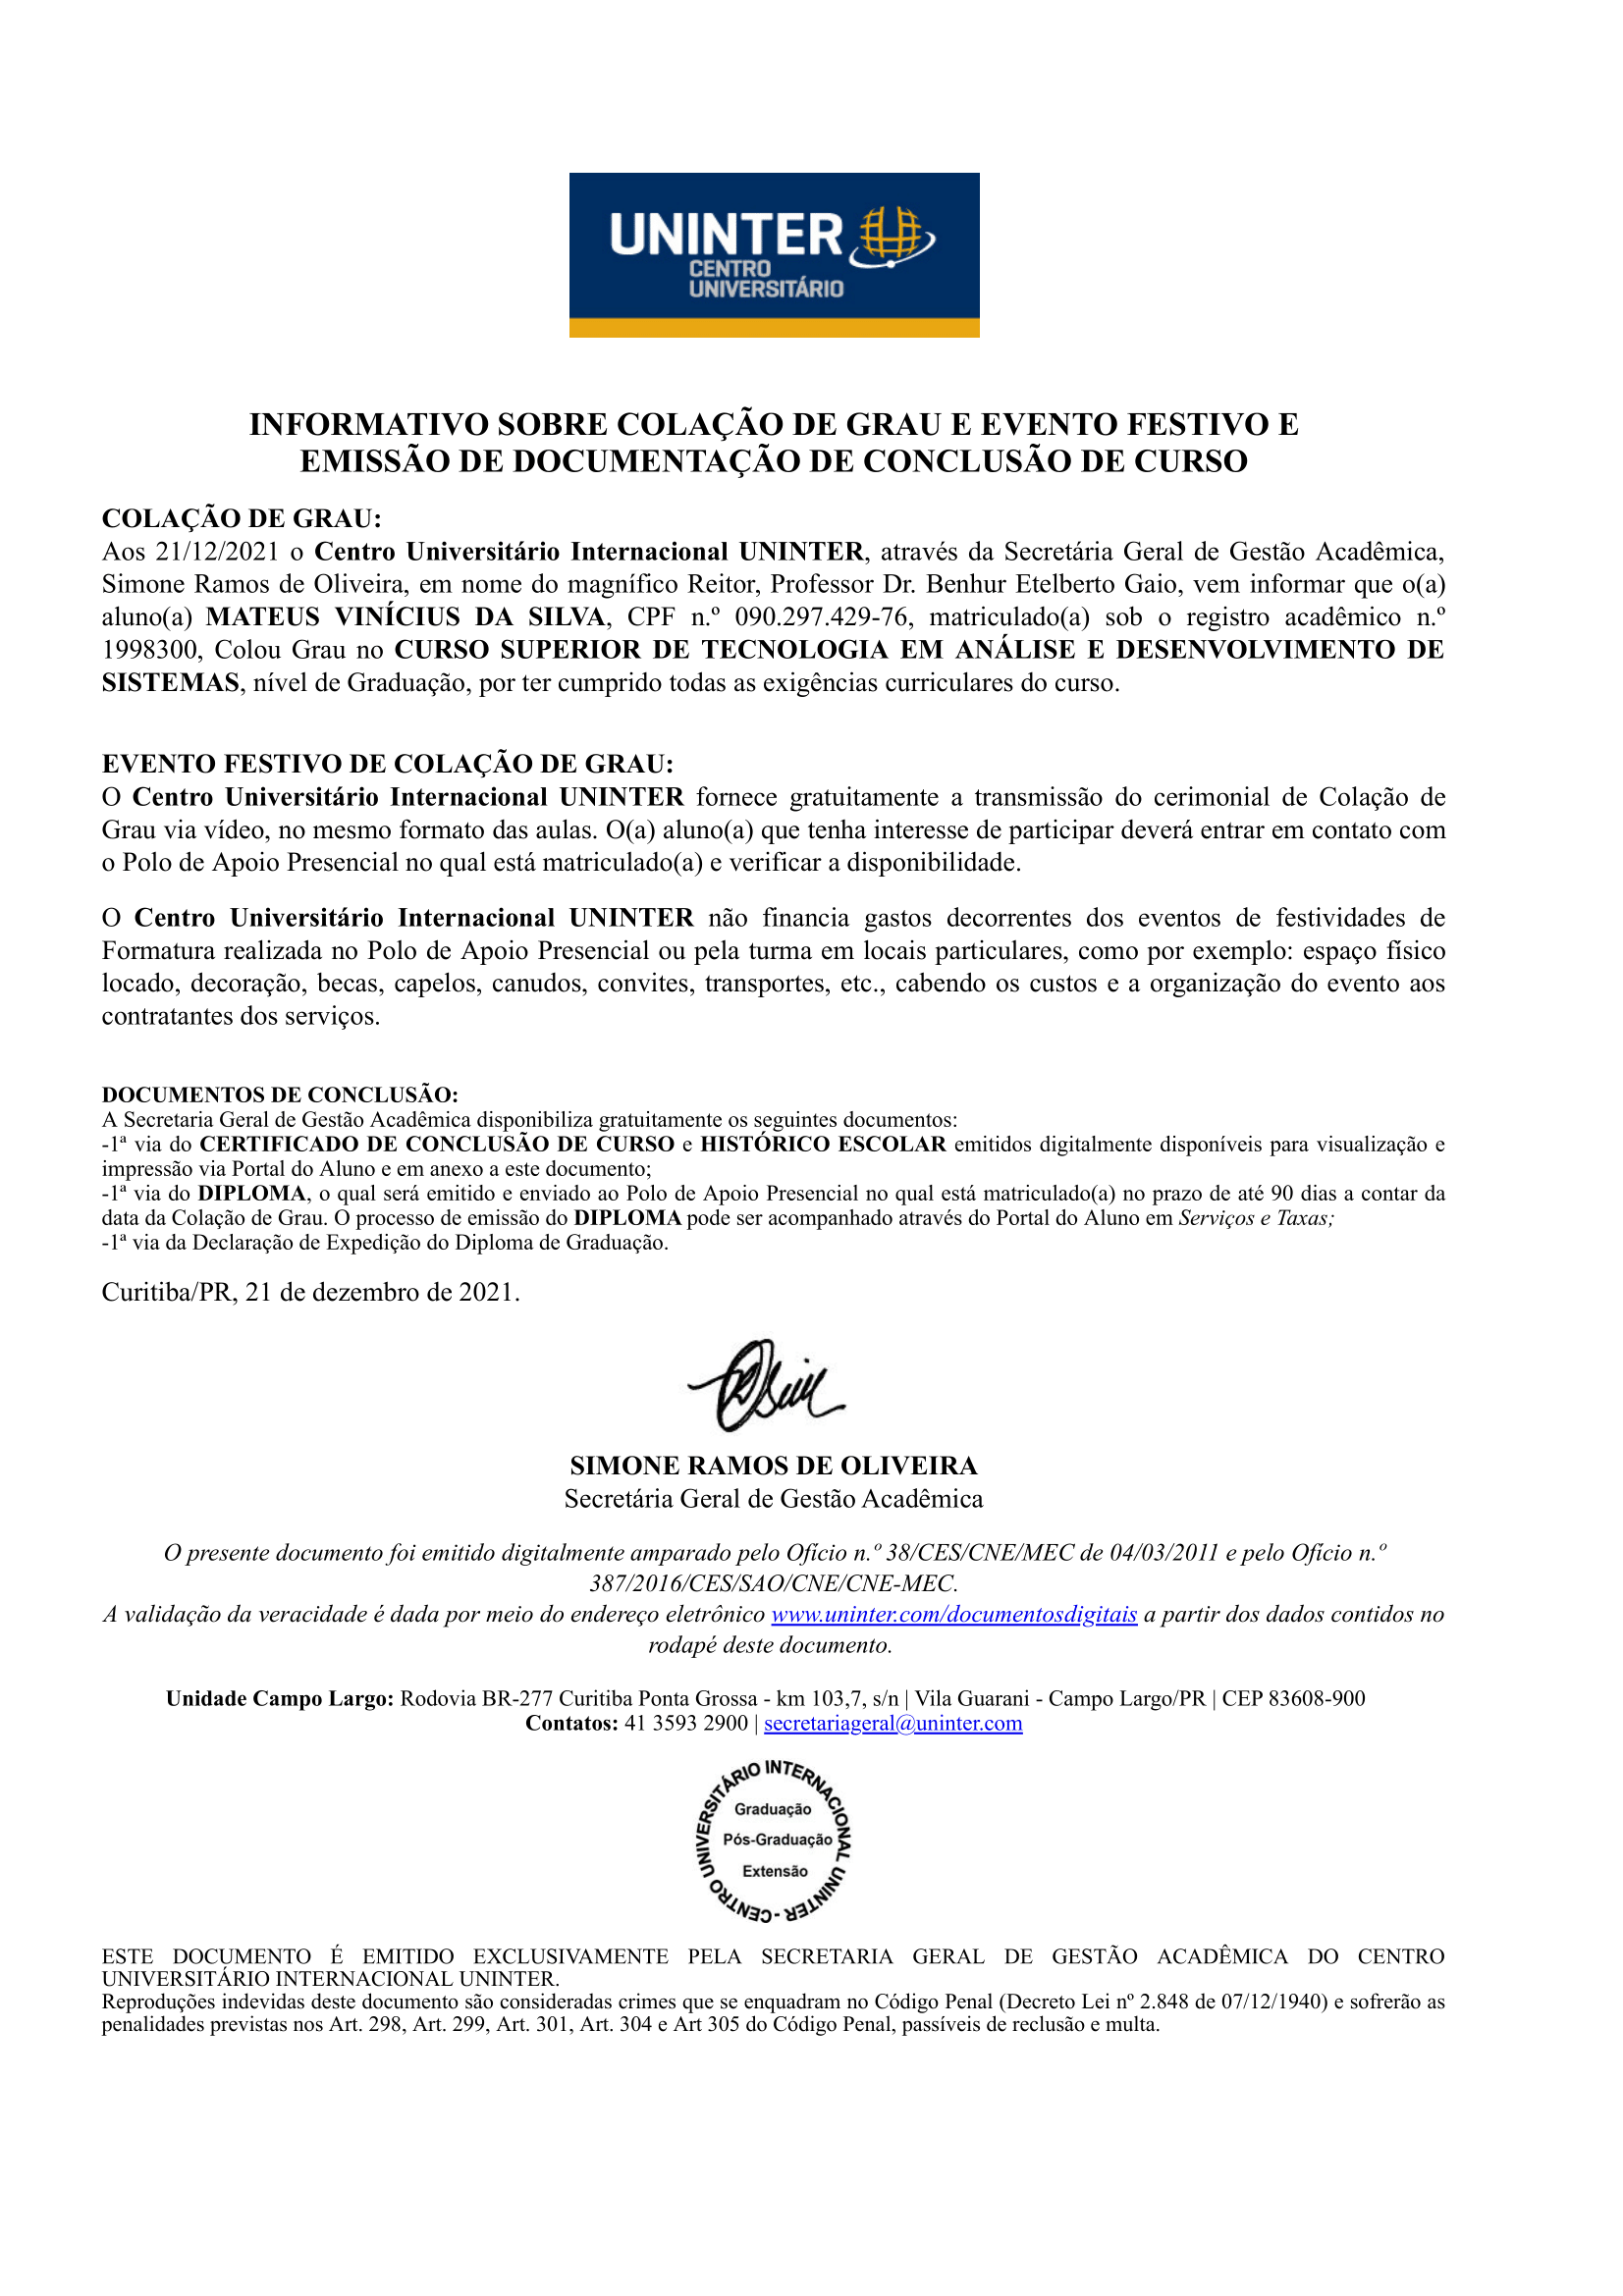 UNINTER
CENTRO
UNIVERSITÁRIO
INFORMATIVO SOBRE COLAÇÃO DE GRAU E EVENTO FESTIVO E
EMISSÃO DE DOCUMENTAÇÃO DE CONCLUSÃO DE CURSO
COLAÇÃO DE GRAU:
Aos 21/12/2021 o Centro Universitário Internacional UNINTER, através da Secretária Geral de Gestão Acadêmica,
Simone Ramos de Oliveira, em nome do magnífico Reitor, Professor Dr. Benhur Etelberto Gaio, vem informar que o(a)
aluno(a) MATEUS VINÍCIUS DA SILVA, CPF n.º 090.297.429-76, matriculado(a) sob o registro acadêmico n.º
1998300, Colou Grau no CURSO SUPERIOR DE TECNOLOGIA EM ANÁLISE E DESENVOLVIMENTO DE
SISTEMAS, nível de Graduação, por ter cumprido todas as exigências curriculares do curso.
EVENTO FESTIVO DE COLAÇÃO DE GRAU:
O Centro Universitário Internacional UNINTER fornece gratuitamente a transmissão do cerimonial de Colação de
Grau via vídeo, no mesmo formato das aulas. O(a) aluno(a) que tenha interesse de participar deverá entrar em contato com
o Polo de Apoio Presencial no qual está matriculado(a) e verificar a disponibilidade.
O Centro Universitário Internacional UNINTER não financia gastos decorrentes dos eventos de festividades de
Formatura realizada no Polo de Apoio Presencial ou pela turma em locais particulares, como por exemplo: espaço físico
locado, decoração, becas, capelos, canudos, convites, transportes, etc., cabendo os custos e a organização do evento aos
contratantes dos serviços.
DOCUMENTOS DE CONCLUSÃO:
A Secretaria Geral de Gestão Acadêmica disponibiliza gratuitamente os seguintes documentos:
-1ª via do CERTIFICADO DE CONCLUSÃO DE CURSO e HISTÓRICO ESCOLAR emitidos digitalmente disponíveis para visualização e
impressão via Portal do Aluno e em anexo a este documento;
-1ª via do DIPLOMA, o qual será emitido e enviado ao Polo de Apoio Presencial no qual está matriculado(a) no prazo de até 90 dias a contar da
data da Colação de Grau. O processo de emissão do DIPLOMA pode ser acompanhado através do Portal do Aluno em Serviços e Taxas;
-1ª via da Declaração de Expedição do Diploma de Graduação.
Curitiba/PR, 21 de dezembro de 2021.
SIMONE RAMOS DE OLIVEIRA
Secretária Geral de Gestão Acadêmica
O presente documento foi emitido digitalmente amparado pelo Ofício n.º 38/CES/CNE/MEC de 04/03/2011 e pelo Ofício n.º
387/2016/CES/SAO/CNE/CNE-MEC.
A validação da veracidade é dada por meio do endereço eletrônico www.uninter.com/documentosdigitais a partir dos dados contidos no
rodapé deste documento.
Unidade Campo Largo: Rodovia BR-277 Curitiba Ponta Grossa - km 103,7, s/n | Vila Guarani - Campo Largo/PR | CEP 83608-900
Contatos: 41 3593 2900 | secretariageral@uninter.com
CENTRO UNIVERSITÁRIO INTERNACIONAL UNINTER -
Graduação
Pós-Graduação
Extensão
ESTE DOCUMENTO É EMITIDO EXCLUSIVAMENTE PELA SECRETARIA GERAL DE GESTÃO ACADÊMICA DO CENTRO
UNIVERSITÁRIO INTERNACIONAL UNINTER.
Reproduções indevidas deste documento são consideradas crimes que se enquadram no Código Penal (Decreto Lei nº 2.848 de 07/12/1940) e sofrerão as
penalidades previstas nos Art. 298, Art. 299, Art. 301, Art. 304 e Art 305 do Código Penal, passíveis de reclusão e multa.